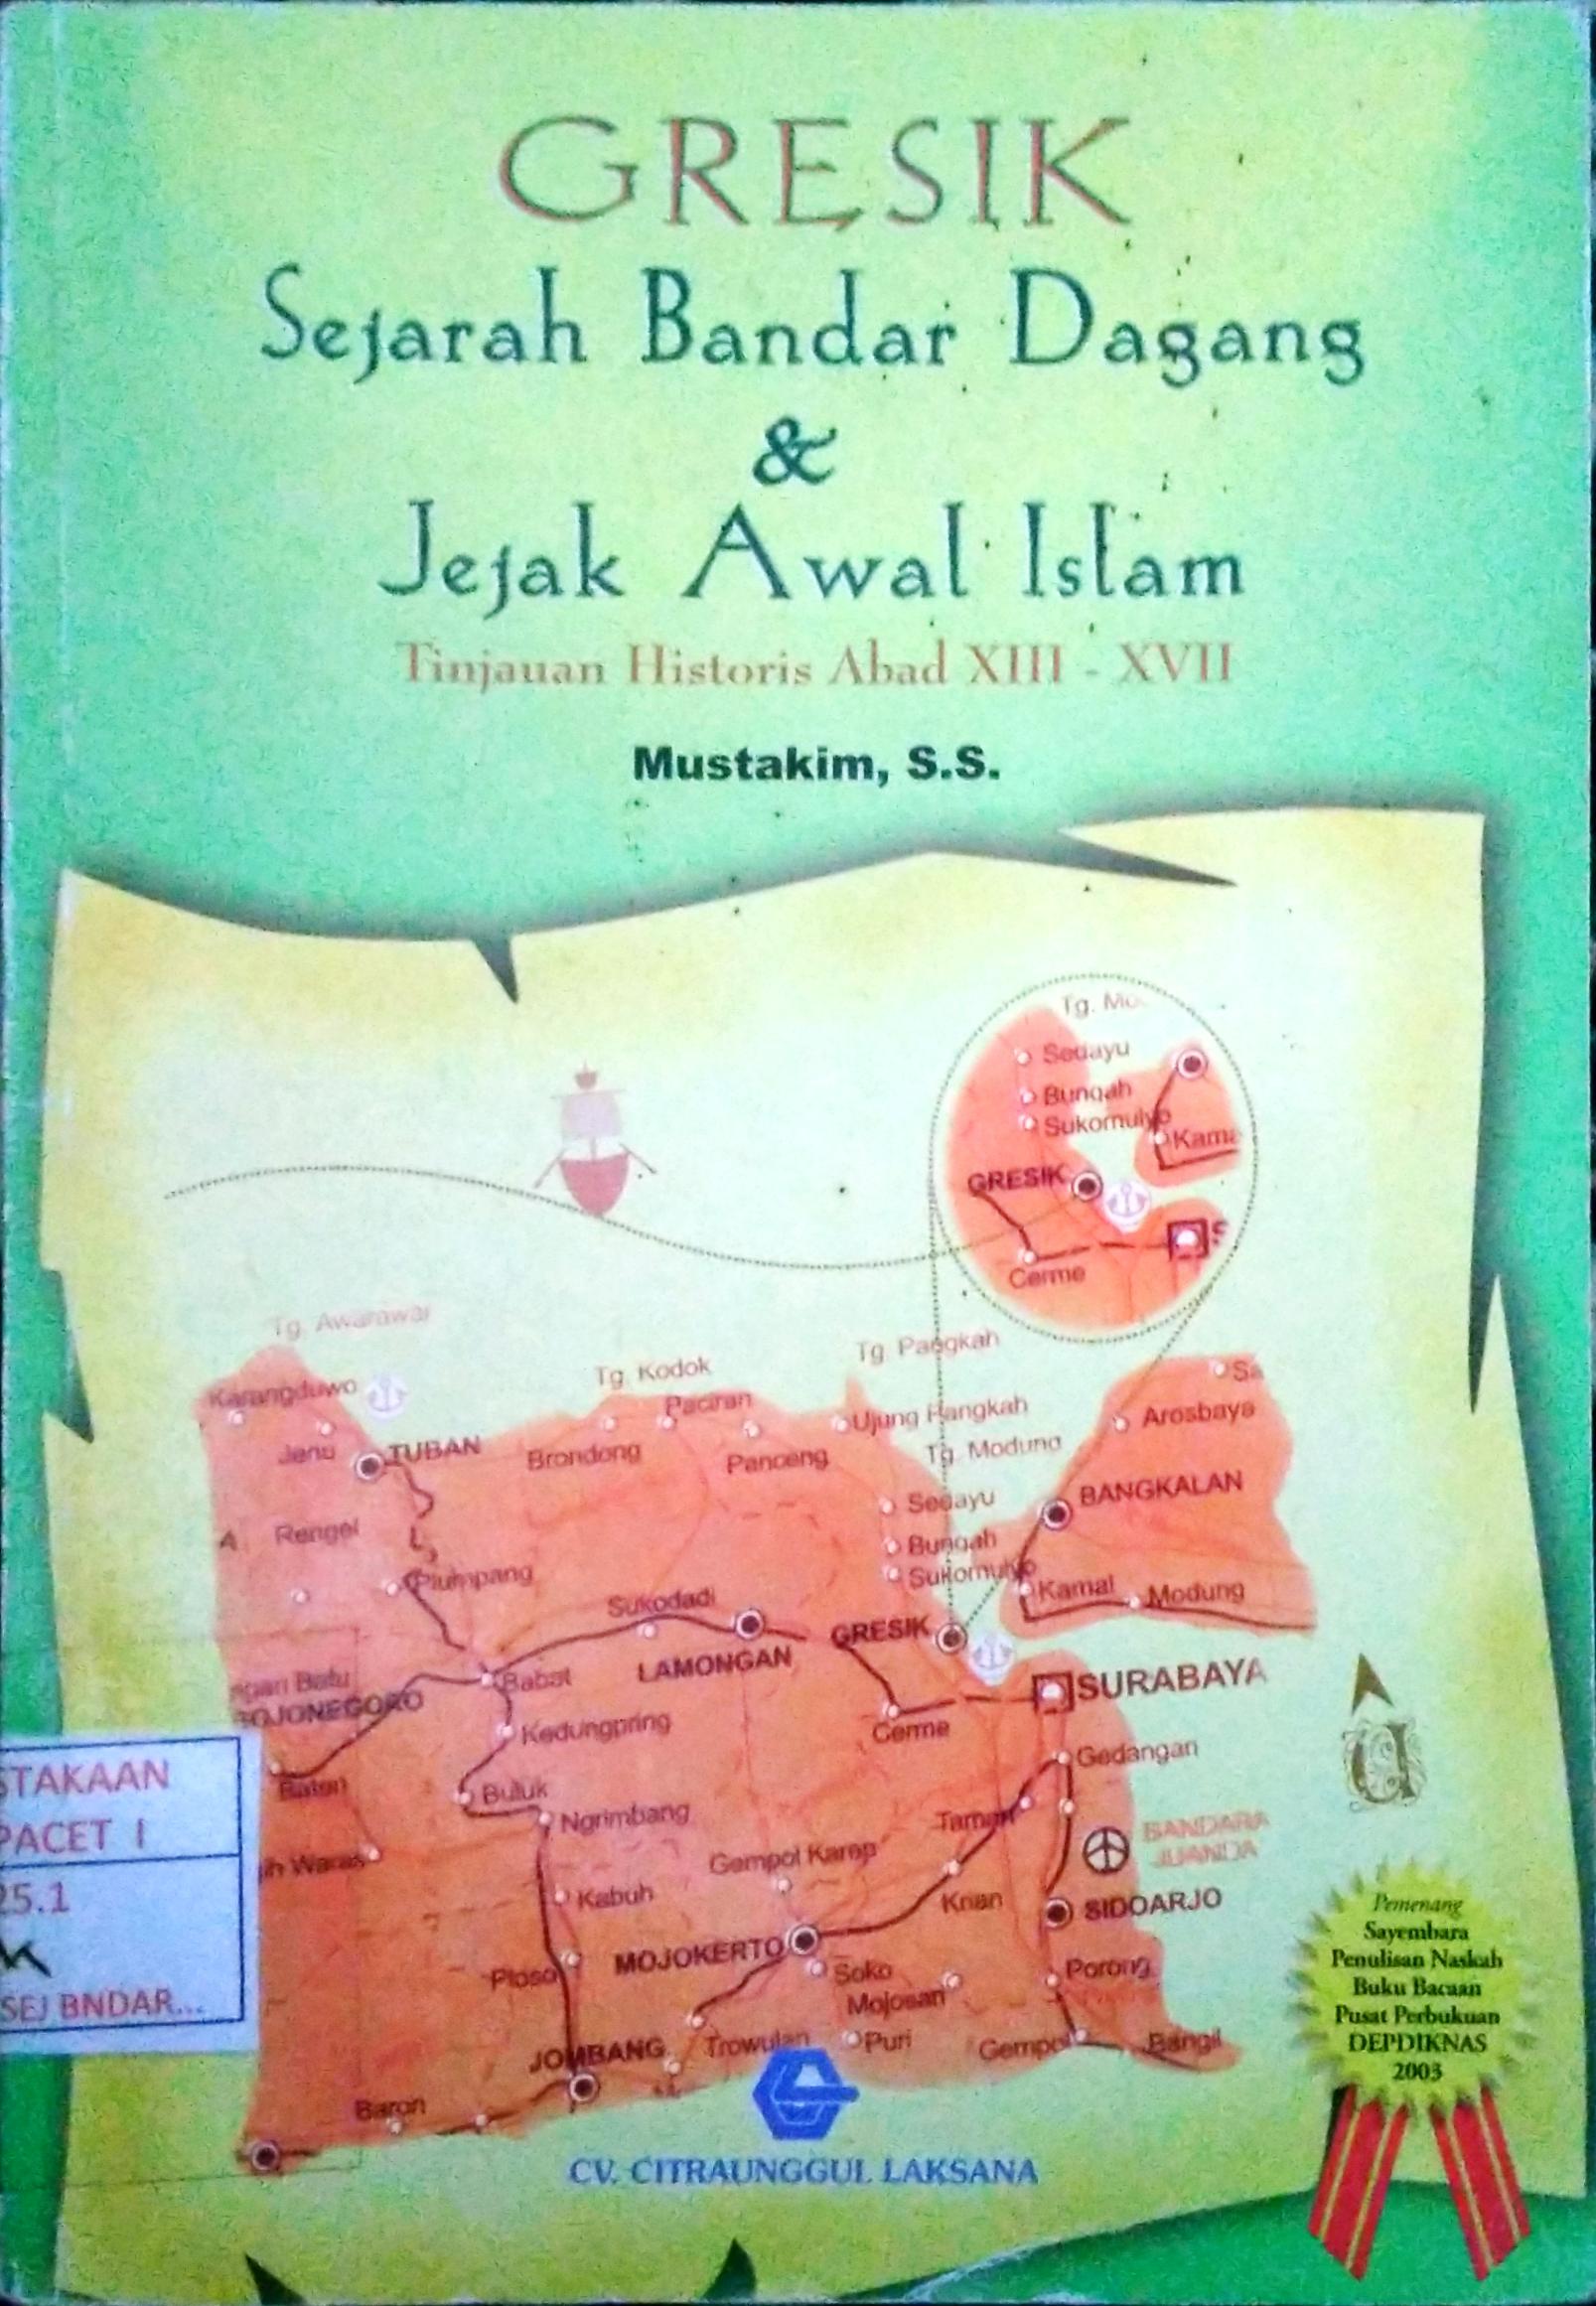 GRESIK
Sejarah Bandar Dagang
&
Jejak Awal Islam
Tinjauan Historis Abad XIII - XVII
Mustakim, S.S.
Sedayu
Bungah
Sukomulyo
GRESIK
Cerme
Tg. Awarawar
Tg. Kodok
Tg. Pangkah
Karangduwo
Paciran
Ujung Pangkah
Arosbaya
Jenu
TUBAN
Brondong
Panceng
Tg. Modung
Sedayu
BANGKALAN
Rengel
Bungah
Plumpang
Sukomulyo
Kamal
Modung
Sukodadi
GRESIK
LAMONGAN
Babat
SURABAYA
BOJONEGORO
Kedungpring
Cerme
Gedangan
Buluk
Ngrimbang
Taman
BANDARA
JUANDA
Gempol Karep
Kabuh
Krian
SIDOARJO
MOJOKERTO
Ploso
Soko
Porong
Mojosari
JOMBANG
Trowulan
Puri
Gempol
Bangil
Baron
STAKAAN
PACET I
25.1
SEJ BNDAR...
Pemenang
Sayembara
Penulisan Naskah
Buku Bacaan
Pusat Perbukuan
DEPDIKNAS
2003
CV. CITRAUNGGUL LAKSANA